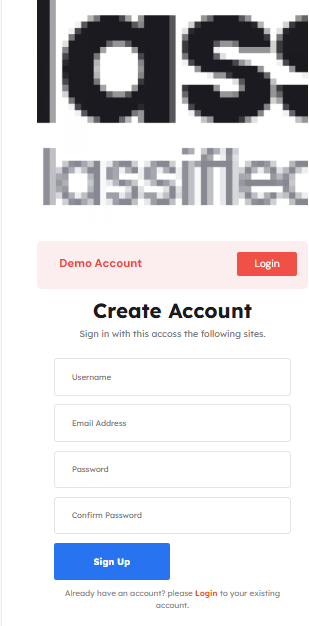 lass
lassifiec
Demo Account
Login
Create Account
Sign in with this accoss the following sites.
Username
Email Address
Password
Confirm Password
Sign Up
Already have an account? please Login to your existing
account.